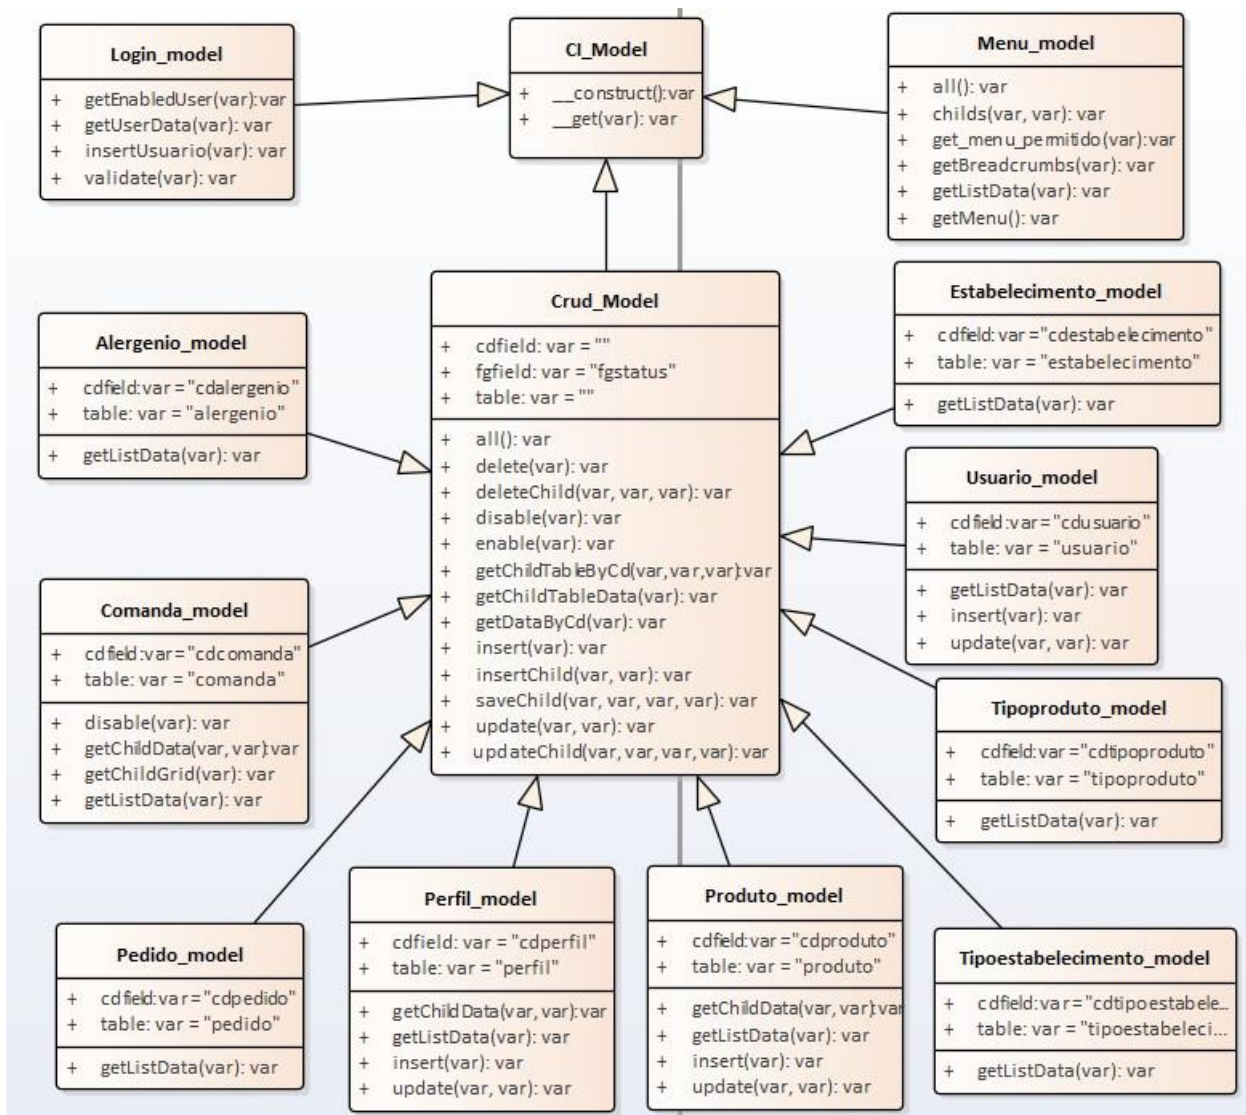 Login_model
+ getEnabledUser(var):var
+ getUserData(var): var
+ insertUsuario(var): var
+ validate(var): var
CI_Model
+ __construct():var
+ __get(var): var
Menu_model
+ all(): var
+ childs(var, var): var
+ get_menu_permitido(var):var
+ getBreadcrumbs(var): var
+ getListData(var): var
+ getMenu(): var
Crud_Model
+ cdfield: var = ""
+ fgfield: var = "fgstatus"
+ table: var = ""
+ all(): var
+ delete(var): var
+ deleteChild(var, var, var): var
+ disable(var): var
+ enable(var): var
+ getChildTableByCd(var,var,var):var
+ getChildTableData(var): var
+ getDataByCd(var): var
+ insert(var): var
+ insertChild(var, var): var
+ saveChild(var, var, var, var): var
+ update(var, var): var
+ updateChild(var, var, var, var): var
Estabelecimento_model
+ cdfield:var="cdestabelecimento"
+ table: var = "estabelecimento"
+ getListData(var): var
Alergenio_model
+ cdfield:var = "cdalergenio"
+ table: var = "alergenio"
+ getListData(var): var
Usuario_model
+ cdfield:var="cdusuario"
+ table: var = "usuario"
+ getListData(var): var
+ insert(var): var
+ update(var, var): var
Comanda_model
+ cdfield:var="cdcomanda"
+ table: var = "comanda"
+ disable(var): var
+ getChildData(var, var):var
+ getChildGrid(var): var
+ getListData(var): var
Tipoproduto_model
+ cdfield:var="cdtipoproduto"
+ table: var = "tipoproduto"
+ getListData(var): var
Pedido_model
+ cdfield:var="cdpedido"
+ table: var = "pedido"
+ getListData(var): var
Perfil_model
+ cdfield: var = "cdperfil"
+ table: var = "perfil"
+ getChildData(var, var):var
+ getListData(var): var
+ insert(var): var
+ update(var, var): var
Produto_model
+ cdfield:var="cdproduto"
+ table: var = "produto"
+ getChildData(var, var):var
+ getListData(var): var
+ insert(var): var
+ update(var, var): var
Tipoestabelecimento_model
+ cdfield:var="cdtipoestabele...
+ table: var = "tipoestabeleci...
+ getListData(var): var